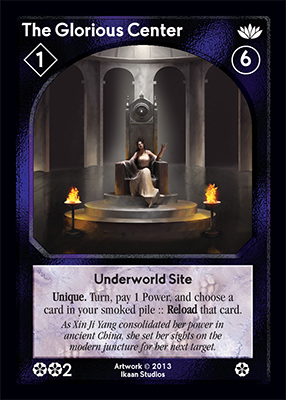 The Glorious Center
1
6
Underworld Site
Unique. Turn, pay 1 Power, and choose a
card in your smoked pile :: Reload that card.
As Xin Ji Yang consolidated her power in
ancient China, she set her sights on the
modern juncture for her next target.
2
Artwork © 2013
Ikaan Studios